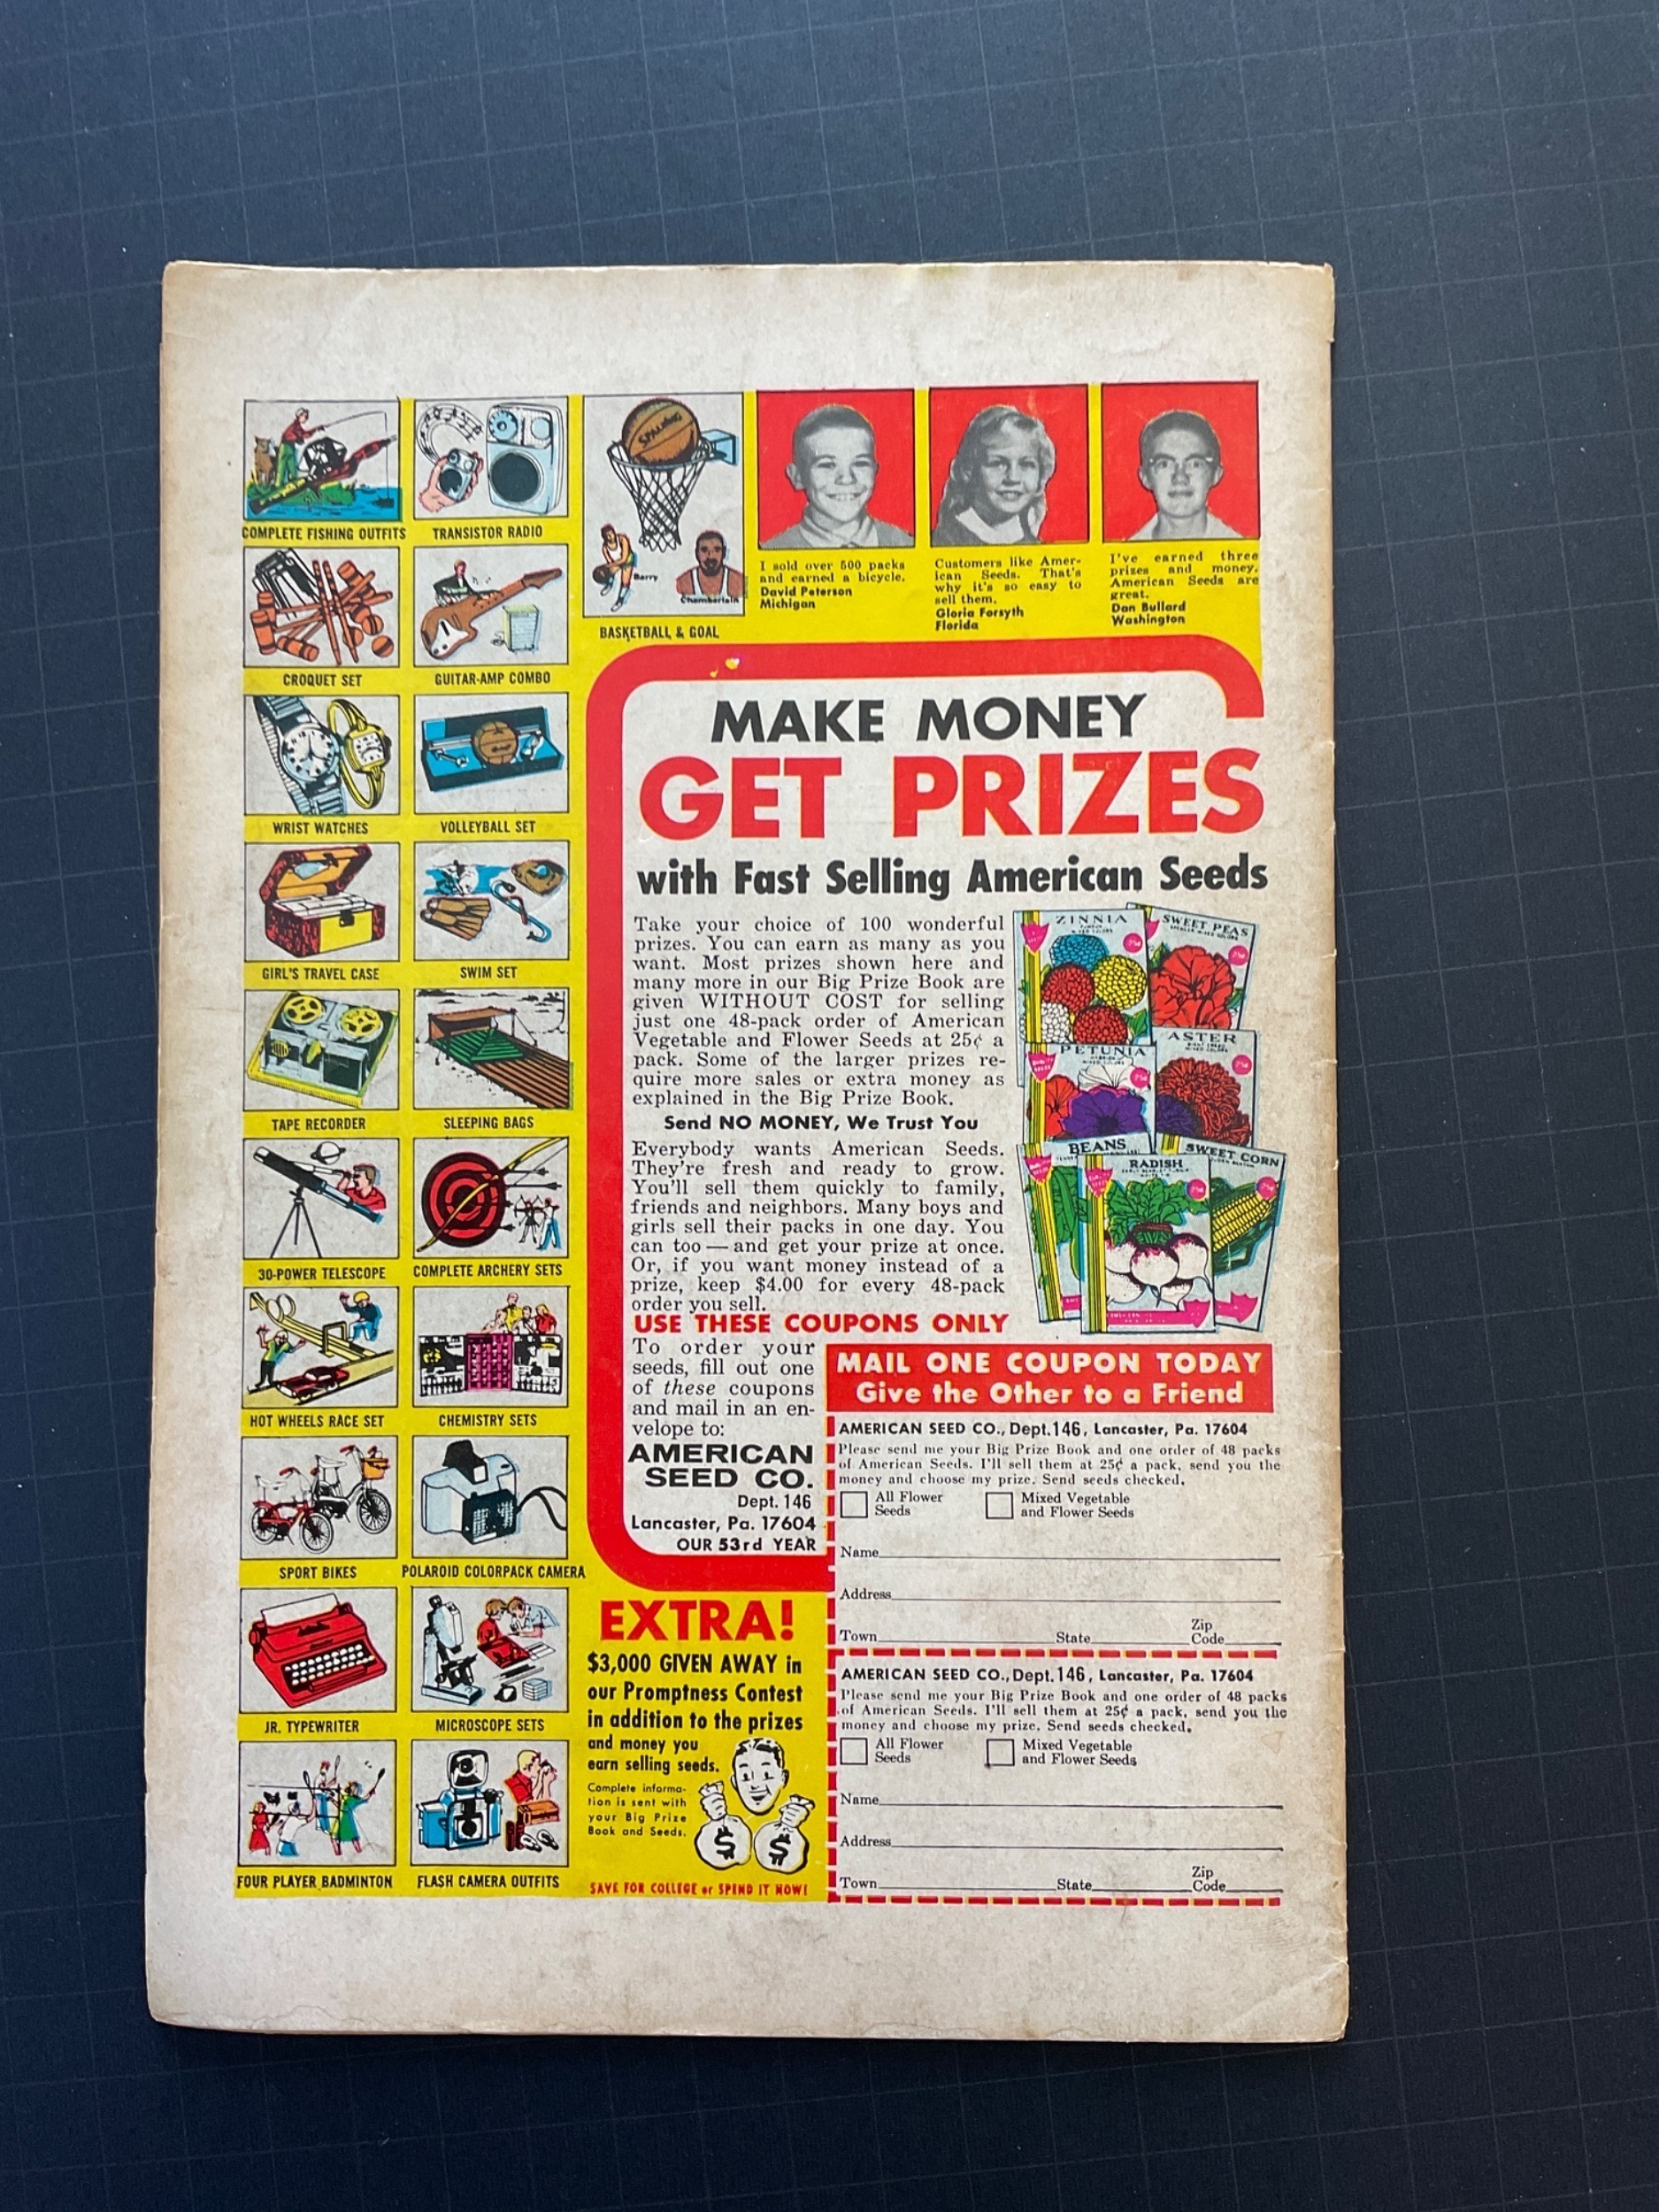 COMPLETE FISHING OUTFITS
TRANSISTOR RADIO
CROQUET SET
GUITAR-AMP COMBO
WRIST WATCHES
VOLLEYBALL SET
GIRL'S TRAVEL CASE
SWIM SET
TAPE RECORDER
SLEEPING BAGS
30-POWER TELESCOPE
COMPLETE ARCHERY SETS
HOT WHEELS RACE SET
CHEMISTRY SETS
SPORT BIKES
POLAROID COLORPACK CAMERA
JR. TYPEWRITER
MICROSCOPE SETS
FOUR PLAYER BADMINTON
FLASH CAMERA OUTFITS
SPALDING
Barry
Chamberlain
BASKETBALL & GOAL
I sold over 500 packs
and earned a bicycle.
David Peterson
Michigan
Customers like Amer-
ican Seeds. That's
why it's so easy to
sell them.
Gloria Forsyth
Florida
I've earned three
prizes and money.
American Seeds are
great.
Dan Bullard
Washington
MAKE MONEY
GET PRIZES
with Fast Selling American Seeds
Take your choice of 100 wonderful
prizes. You can earn as many as you
want. Most prizes shown here and
many more in our Big Prize Book are
given WITHOUT COST for selling
just one 48-pack order of American
Vegetable and Flower Seeds at 25¢ a
pack. Some of the larger prizes re-
quire more sales or extra money as
explained in the Big Prize Book.
Send NO MONEY, We Trust You
Everybody wants American Seeds.
They're fresh and ready to grow.
You'll sell them quickly to family,
friends and neighbors. Many boys and
girls sell their packs in one day. You
can too — and get your prize at once.
Or, if you want money instead of a
prize, keep $4.00 for every 48-pack
order you sell.
ZINNIA
25¢
SWEET PEAS
25¢
PETUNIA
25¢
ASTER
25¢
BEANS
RADISH
25¢
SWEET CORN
25¢
USE THESE COUPONS ONLY
To order your
seeds, fill out one
of these coupons
and mail in an en-
velope to:
AMERICAN
SEED CO.
Dept. 146
Lancaster, Pa. 17604
OUR 53rd YEAR
MAIL ONE COUPON TODAY
Give the Other to a Friend
AMERICAN SEED CO., Dept. 146, Lancaster, Pa. 17604
Please send me your Big Prize Book and one order of 48 packs
of American Seeds. I'll sell them at 25¢ a pack, send you the
money and choose my prize. Send seeds checked.
All Flower
Seeds
Mixed Vegetable
and Flower Seeds
Name
Address
Town State Zip Code
AMERICAN SEED CO., Dept. 146, Lancaster, Pa. 17604
Please send me your Big Prize Book and one order of 48 packs
of American Seeds. I'll sell them at 25¢ a pack, send you the
money and choose my prize. Send seeds checked.
All Flower
Seeds
Mixed Vegetable
and Flower Seeds
Name
Address
Town State Zip Code
EXTRA!
$3,000 GIVEN AWAY in
our Promptness Contest
in addition to the prizes
and money you
earn selling seeds.
Complete informa-
tion is sent with
your Big Prize
Book and Seeds.
$ $
SAVE FOR COLLEGE or SPEND IT NOW!